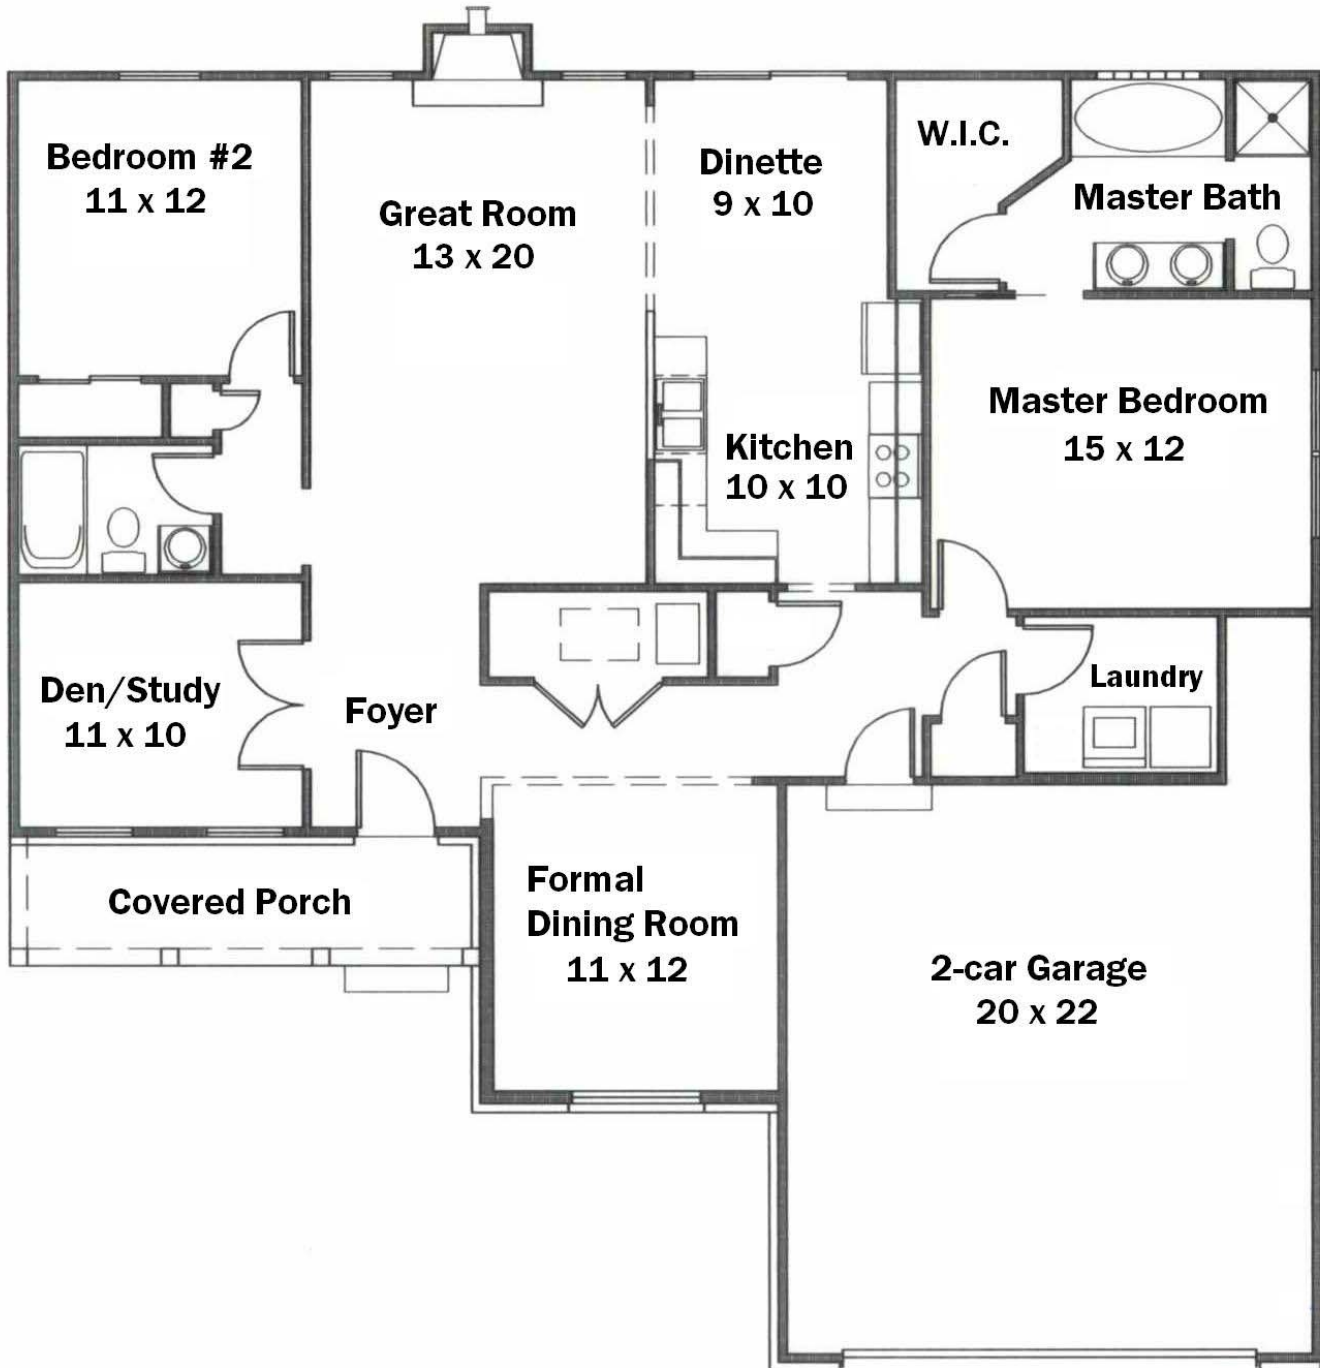 Bedroom #2
11 x 12
Great Room
13 x 20
Dinette
9 x 10
W.I.C.
Master Bath
Master Bedroom
15 x 12
Kitchen
10 x 10
Den/Study
11 x 10
Foyer
Laundry
Covered Porch
Formal
Dining Room
11 x 12
2-car Garage
20 x 22